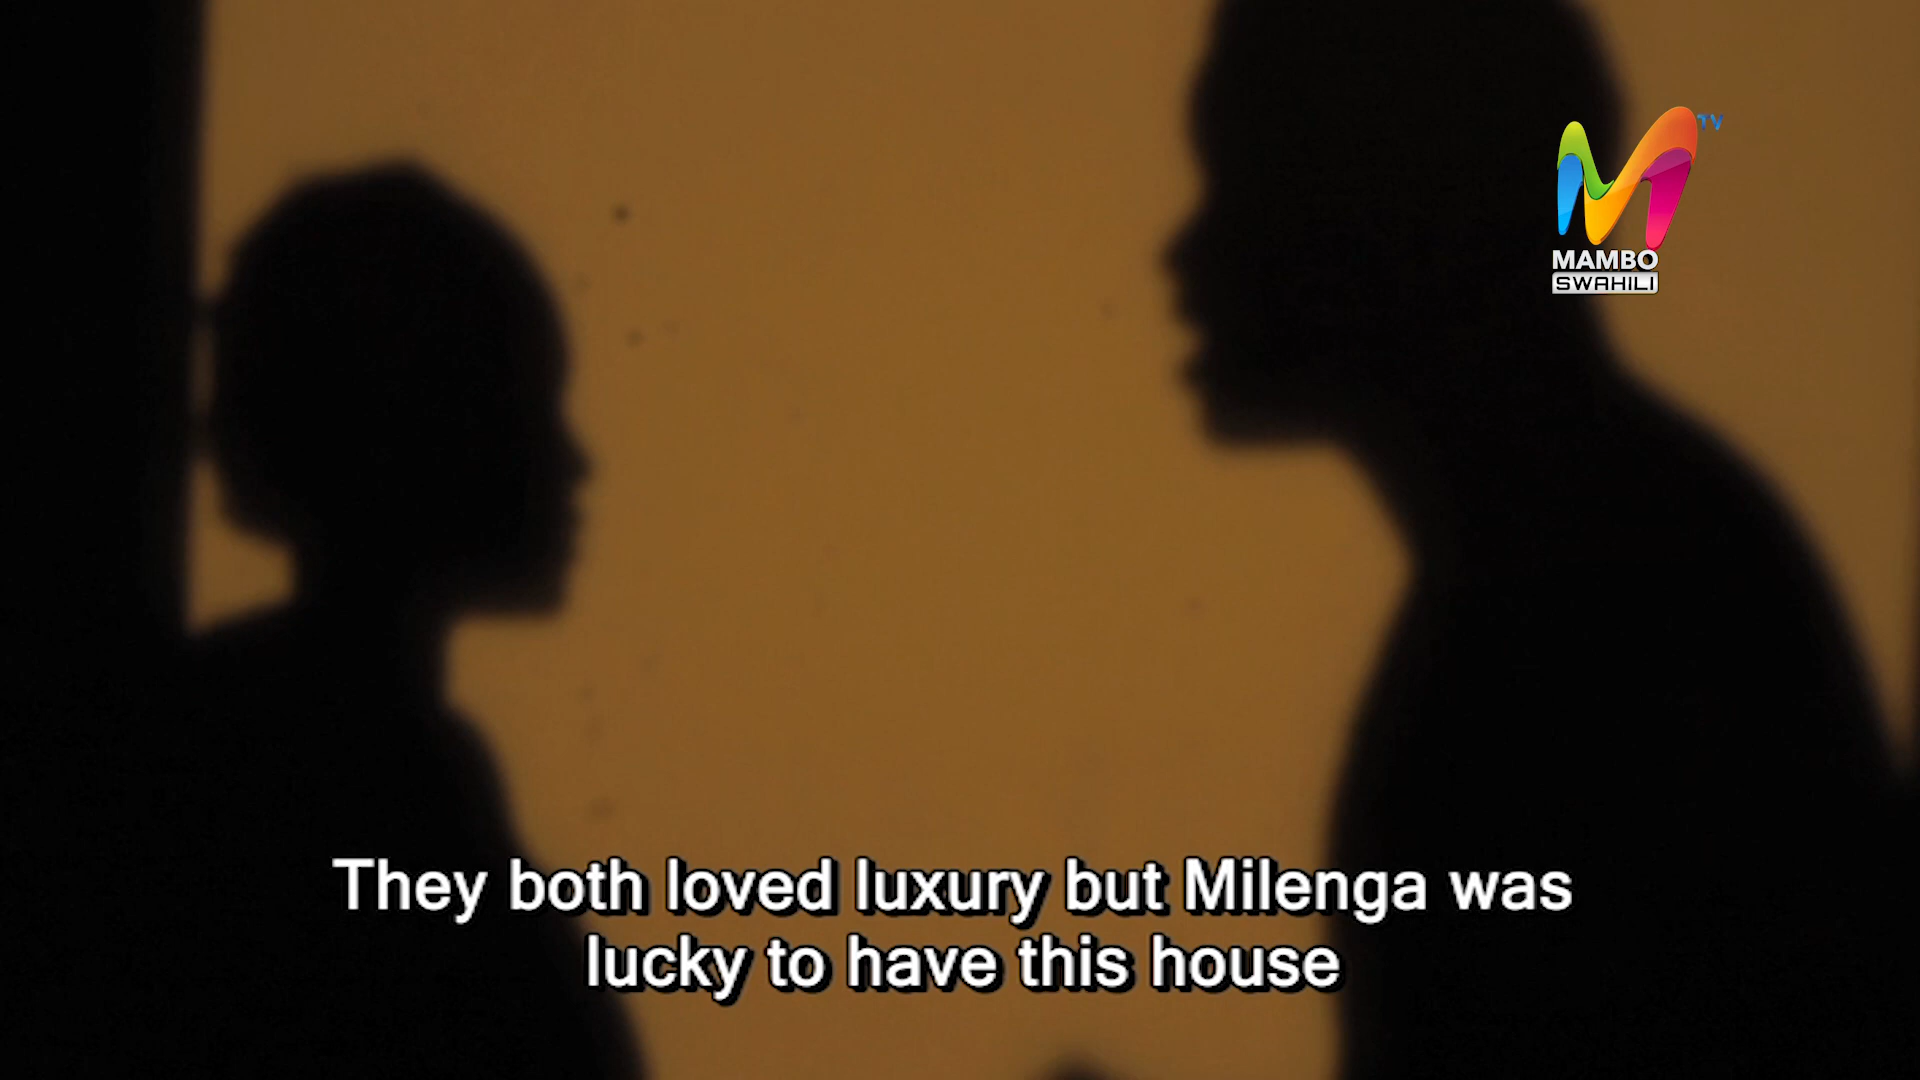 TV
MAMBO
SWAHILI
They both loved luxury but Milenga was
lucky to have this house